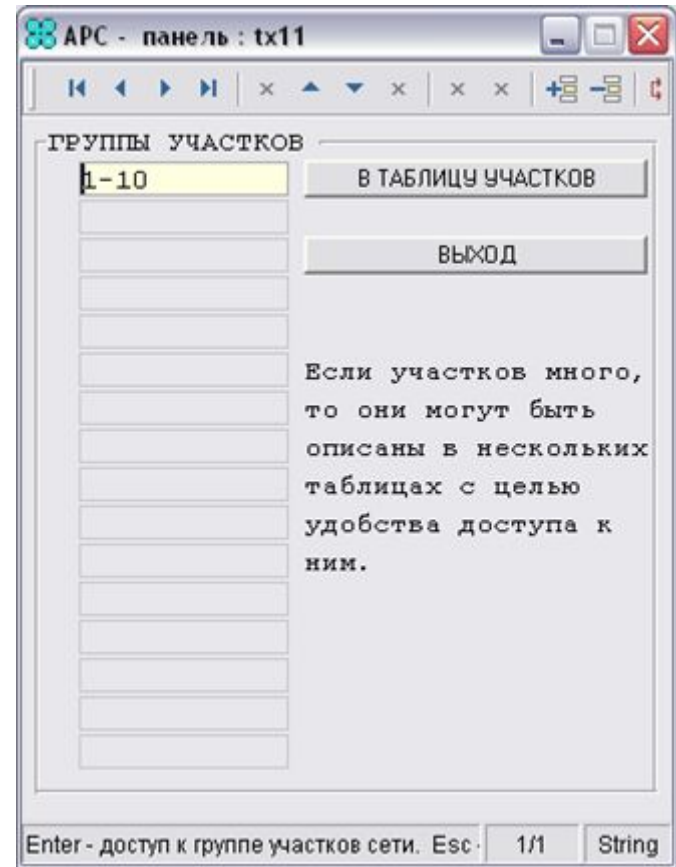 АРС - панель : tx11
ГРУППЫ УЧАСТКОВ
1-10
В ТАБЛИЦУ УЧАСТКОВ
ВЫХОД
Если участков много,
то они могут быть
описаны в нескольких
таблицах с целью
удобства доступа к
ним.
Enter - доступ к группе участков сети. Esc - 1/1 String